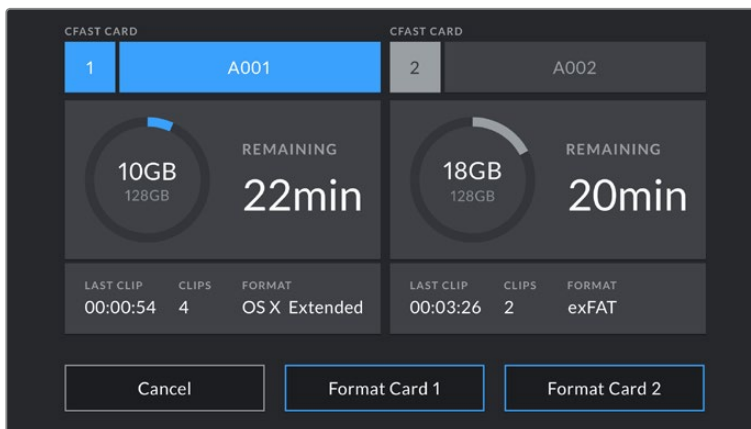 CFAST CARD
1 A001
REMAINING
10GB
128GB
22min
LAST CLIP CLIPS FORMAT
00:00:54 4 OS X Extended
CFAST CARD
2 A002
REMAINING
18GB
128GB
20min
LAST CLIP CLIPS FORMAT
00:03:26 2 exFAT
Cancel Format Card 1 Format Card 2